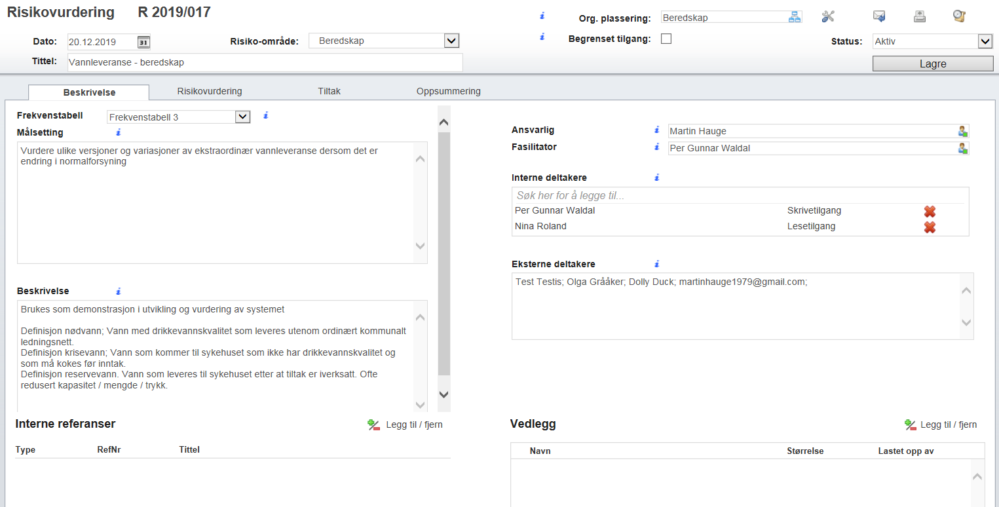 Risikovurdering R 2019/017
Org. plassering: Beredskap
Dato: 20.12.2019 31 Risiko-område: Beredskap Begrenset tilgang: Status: Aktiv
Tittel: Vannleveranse - beredskap
Lagre
Beskrivelse Risikovurdering Tiltak Oppsummering
Frekvenstabell Frekvenstabell 3
Målsetting
Vurdere ulike versjoner og variasjoner av ekstraordinær vannleveranse dersom det er
endring i normalforsyning
Beskrivelse
Brukes som demonstrasjon i utvikling og vurdering av systemet
Definisjon nødvann; Vann med drikkevannskvalitet som leveres utenom ordinært kommunalt
ledningsnett.
Definisjon krisevann; Vann som kommer til sykehuset som ikke har drikkevannskvalitet og
som må kokes før inntak.
Definisjon reservevann. Vann som leveres til sykehuset etter at tiltak er iverksatt. Ofte
redusert kapasitet / mengde / trykk.
Ansvarlig Martin Hauge
Fasilitator Per Gunnar Waldal
Interne deltakere
Søk her for å legge til...
Per Gunnar Waldal Skrivetilgang
Nina Roland Lesetilgang
Eksterne deltakere
Test Testis; Olga Grååker; Dolly Duck; martinhauge1979@gmail.com;
Interne referanser Legg til / fjern
Type RefNr Tittel
Vedlegg Legg til / fjern
Navn Størrelse Lastet opp av